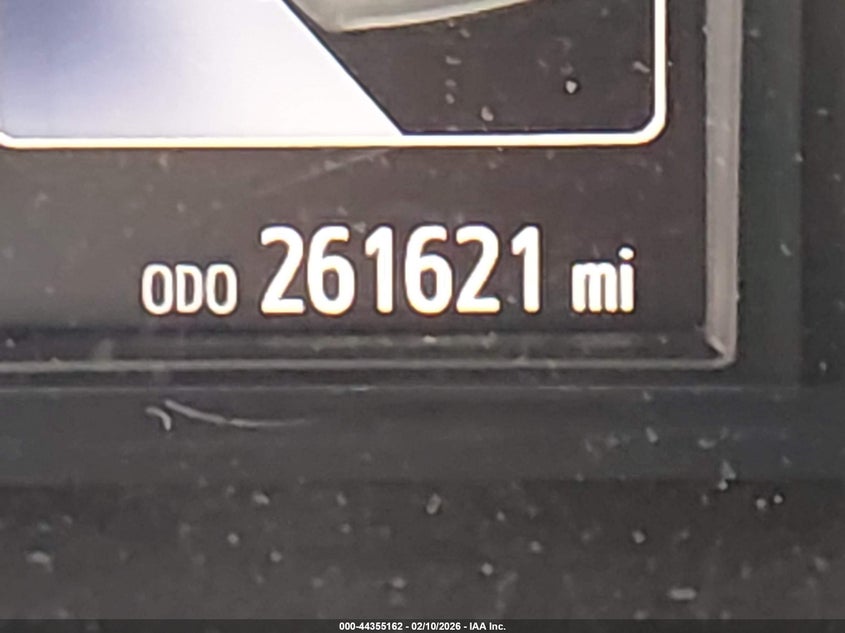 ODO 261621 mi
000-44355162 - 02/10/2026 - IAA Inc.